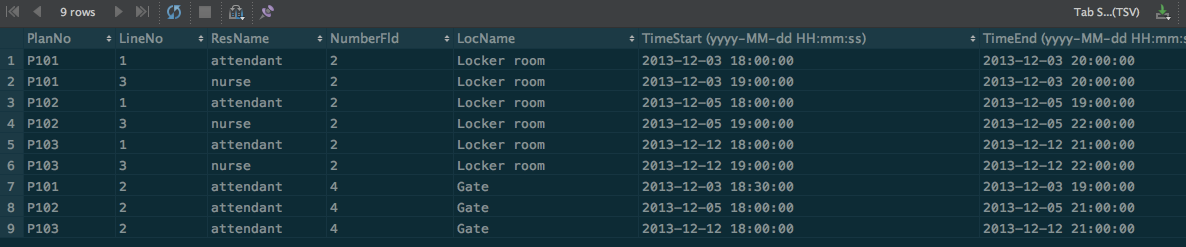 9 rows Tab S...(TSV)
PlanNo LineNo ResName NumberFld LocName TimeStart (yyyy-MM-dd HH:mm:ss) TimeEnd (yyyy-MM-dd HH:mm:s
1 P101 1 attendant 2 Locker room 2013-12-03 18:00:00 2013-12-03 20:00:00
2 P101 3 nurse 2 Locker room 2013-12-03 19:00:00 2013-12-03 20:00:00
3 P102 1 attendant 2 Locker room 2013-12-05 18:00:00 2013-12-05 19:00:00
4 P102 3 nurse 2 Locker room 2013-12-05 19:00:00 2013-12-05 22:00:00
5 P103 1 attendant 2 Locker room 2013-12-12 18:00:00 2013-12-12 21:00:00
6 P103 3 nurse 2 Locker room 2013-12-12 19:00:00 2013-12-12 22:00:00
7 P101 2 attendant 4 Gate 2013-12-03 18:30:00 2013-12-03 19:00:00
8 P102 2 attendant 4 Gate 2013-12-05 18:00:00 2013-12-05 21:00:00
9 P103 2 attendant 4 Gate 2013-12-12 18:00:00 2013-12-12 21:00:00